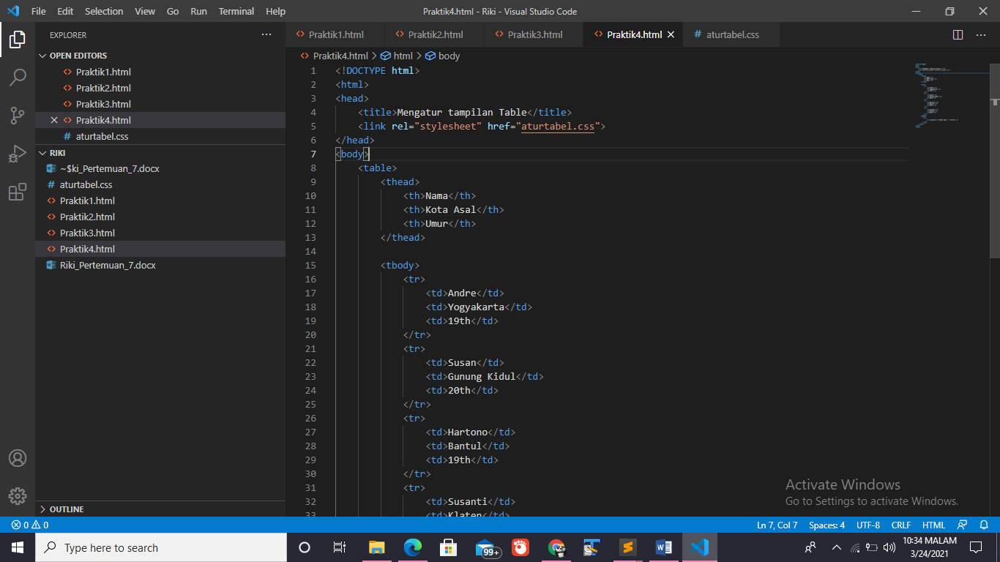 File Edit Selection View Go Run Terminal Help
Praktik4.html - Riki - Visual Studio Code
EXPLORER
OPEN EDITORS
Praktik1.html
Praktik2.html
Praktik3.html
Praktik4.html
aturtabel.css
RIKI
~$ki_Pertemuan_7.docx
aturtabel.css
Praktik1.html
Praktik2.html
Praktik3.html
Praktik4.html
Riki_Pertemuan_7.docx
OUTLINE
Praktik1.html Praktik2.html Praktik3.html Praktik4.html aturtabel.css
Praktik4.html > html > body
1 <!DOCTYPE html>
2 <html>
3 <head>
4 <title>Mengatur tampilan Table</title>
5 <link rel="stylesheet" href="aturtabel.css">
6 </head>
7 <body>
8 <table>
9 <thead>
10 <th>Nama</th>
11 <th>Kota Asal</th>
12 <th>Umur</th>
13 </thead>
14
15 <tbody>
16 <tr>
17 <td>Andre</td>
18 <td>Yogyakarta</td>
19 <td>19th</td>
20 </tr>
21 <tr>
22 <td>Susan</td>
23 <td>Gunung Kidul</td>
24 <td>20th</td>
25 </tr>
26 <tr>
27 <td>Hartono</td>
28 <td>Bantul</td>
29 <td>19th</td>
30 </tr>
31 <tr>
32 <td>Susanti</td>
33 <td>Klaten</td>
Activate Windows
Go to Settings to activate Windows.
0 0
Ln 7, Col 7 Spaces: 4 UTF-8 CRLF HTML
Type here to search
99+
10:34 MALAM
3/24/2021